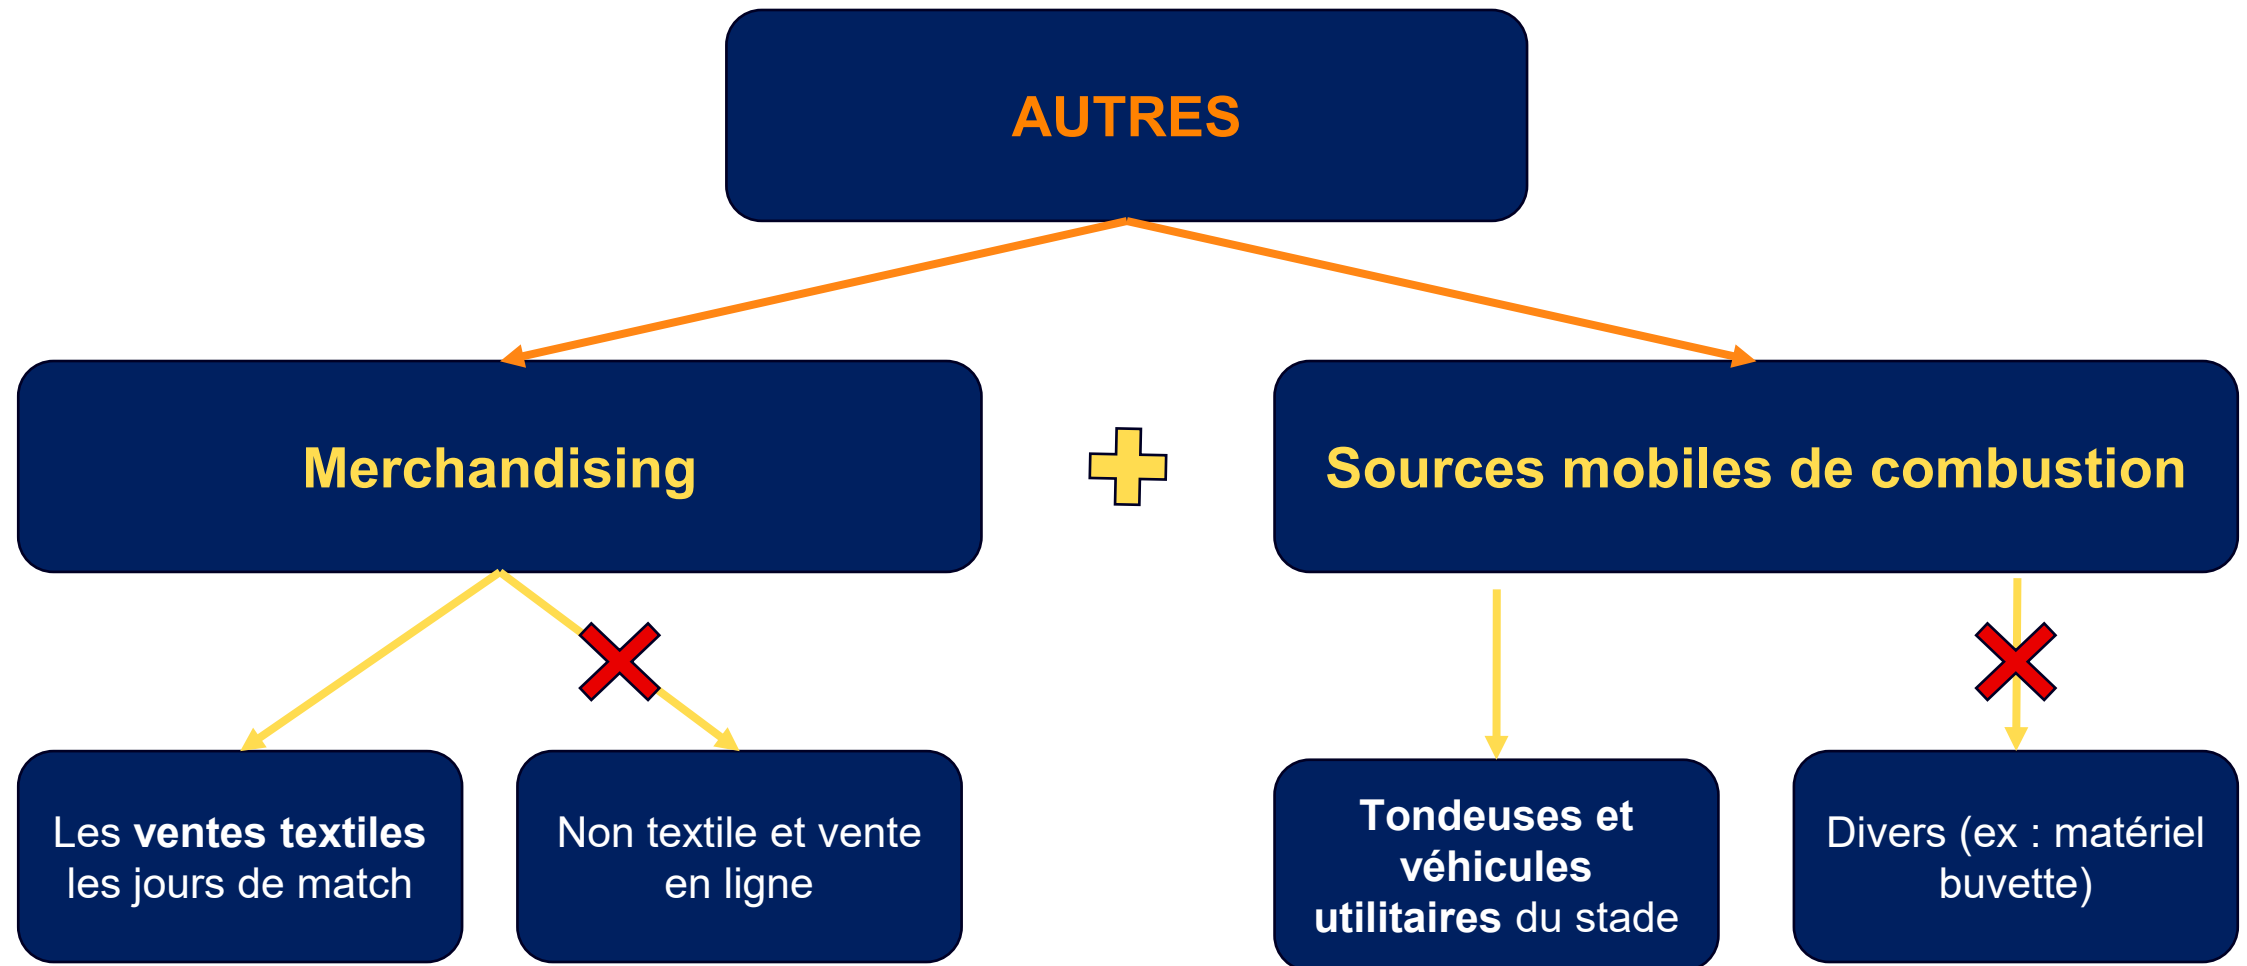 AUTRES
Merchandising
Sources mobiles de combustion
Les ventes textiles
les jours de match
Non textile et vente
en ligne
Tondeuses et
véhicules
utilitaires du stade
Divers (ex : matériel
buvette)